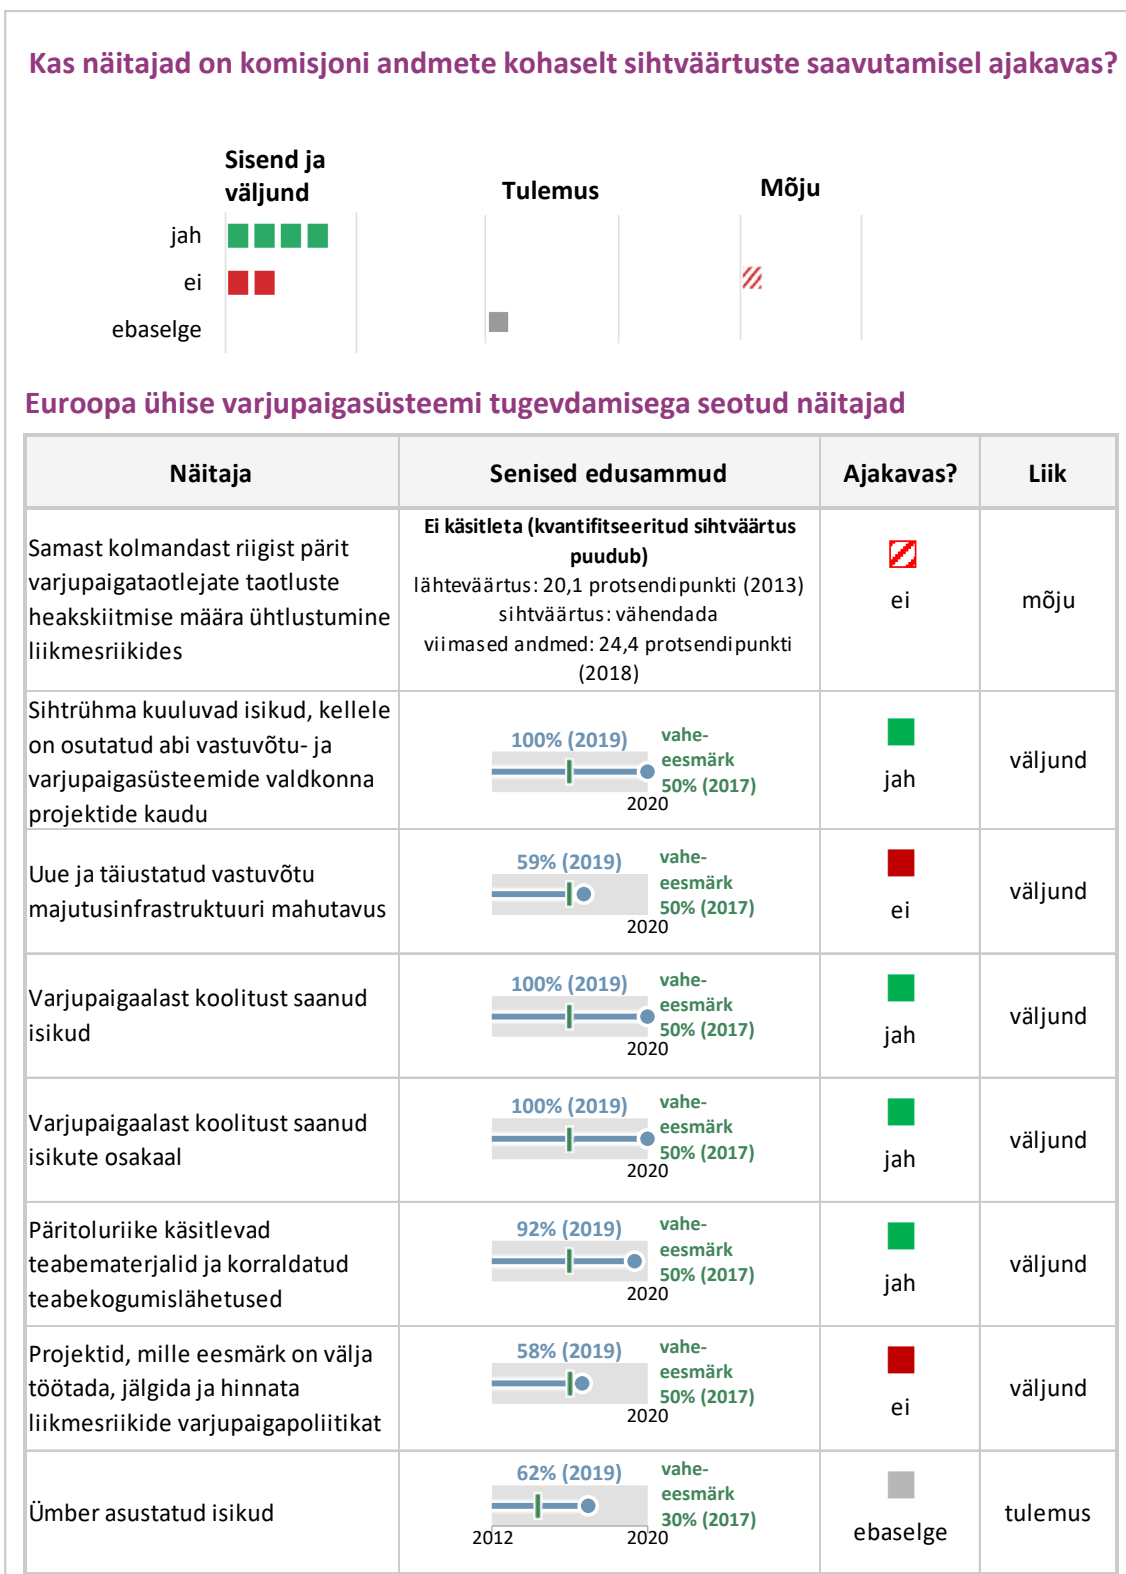 Kas näitajad on komisjoni andmete kohaselt sihtväärtuste saavutamisel ajakavas?
Sisend ja
väljund
Tulemus
Mõju
jah
ei
ebaselge
Euroopa ühise varjupaigasüsteemi tugevdamisega seotud näitajad
Näitaja
Senised edusammud
Ajakavas?
Liik
Samast kolmandast riigist pärit
varjupaigataotlejate taotluste
heakskiitmise määra ühtlustumine
liikmesriikides
Ei käsitleta (kvantifitseeritud sihtväärtus
puudub)
lähteväärtus: 20,1 protsendipunkti (2013)
sihtväärtus: vähendada
viimased andmed: 24,4 protsendipunkti
(2018)
ei
mõju
Sihtrühma kuuluvad isikud, kellele
on osutatud abi vastuvõtu- ja
varjupaigasüsteemide valdkonna
projektide kaudu
100% (2019)
vahe-
eesmärk
50% (2017)
2020
jah
väljund
Uue ja täiustatud vastuvõtu
majutusinfrastruktuuri mahutavus
59% (2019)
vahe-
eesmärk
50% (2017)
2020
ei
väljund
Varjupaigaalast koolitust saanud
isikud
100% (2019)
vahe-
eesmärk
50% (2017)
2020
jah
väljund
Varjupaigaalast koolitust saanud
isikute osakaal
100% (2019)
vahe-
eesmärk
50% (2017)
2020
jah
väljund
Päritoluriike käsitlevad
teabematerjalid ja korraldatud
teabekogumislähetused
92% (2019)
vahe-
eesmärk
50% (2017)
2020
jah
väljund
Projektid, mille eesmärk on välja
töötada, jälgida ja hinnata
liikmesriikide varjupaigapoliitikat
58% (2019)
vahe-
eesmärk
50% (2017)
2020
ei
väljund
Ümber asustatud isikud
62% (2019)
vahe-
eesmärk
30% (2017)
2012
2020
ebaselge
tulemus